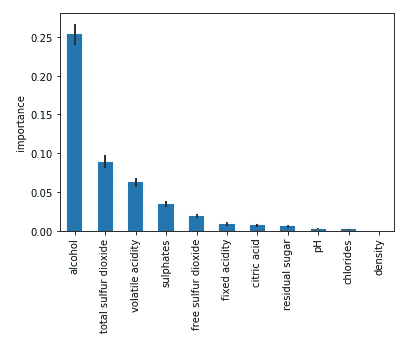 importance
0.25
0.20
0.15
0.10
0.05
0.00
alcohol
total sulfur dioxide
volatile acidity
sulphates
free sulfur dioxide
fixed acidity
citric acid
residual sugar
pH
chlorides
density